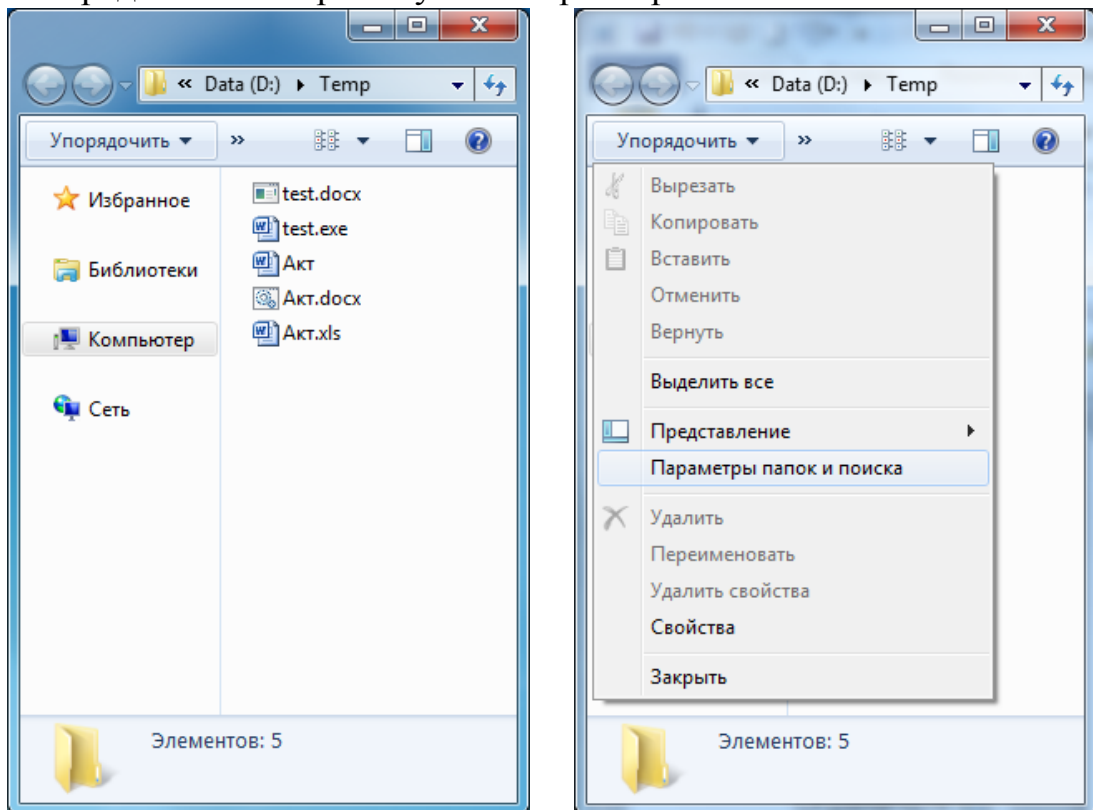 « Data (D:) Temp
Упорядочить »
Избранное
Библиотеки
Компьютер
Сеть
test.docx
test.exe
Акт
Акт.docx
Акт.xls
Элементов: 5
« Data (D:) Temp
Упорядочить »
Вырезать
Копировать
Вставить
Отменить
Вернуть
Выделить все
Представление
Параметры папок и поиска
Удалить
Переименовать
Удалить свойства
Свойства
Закрыть
Элементов: 5